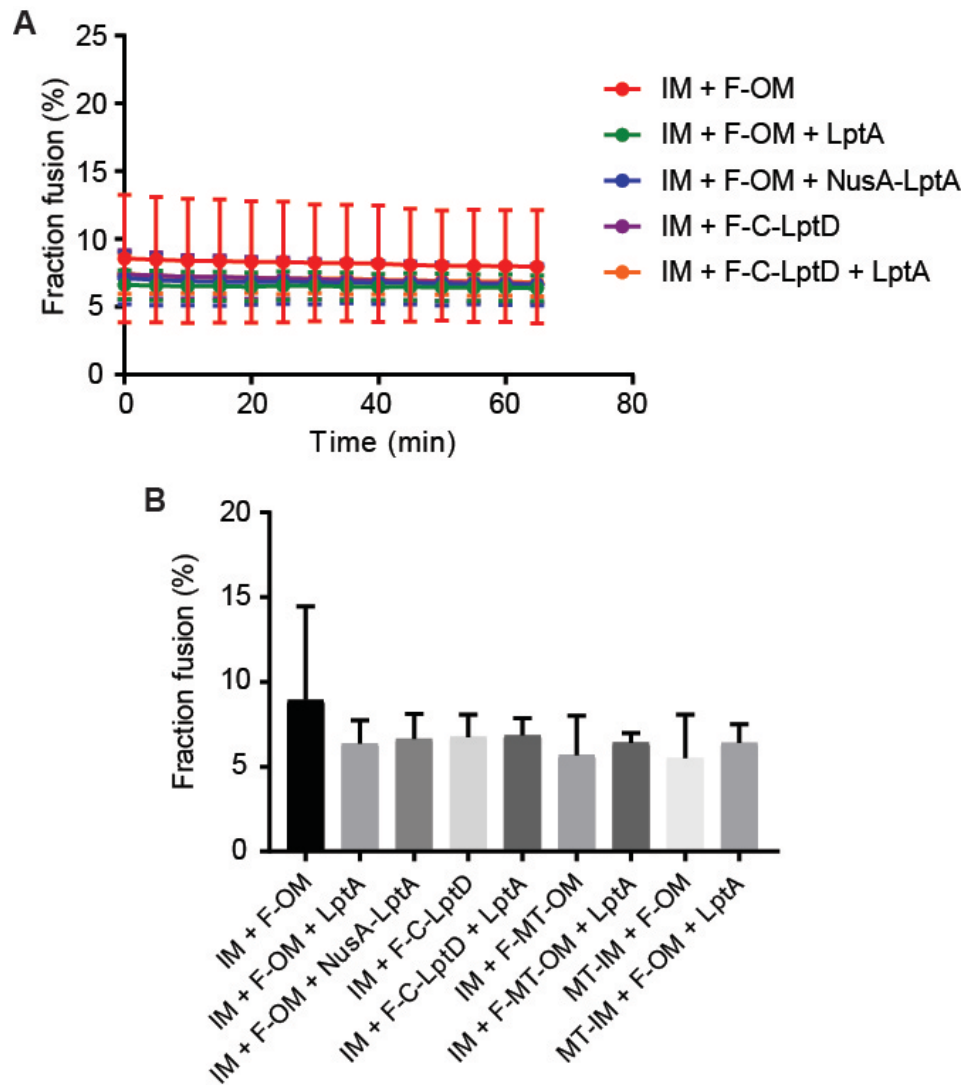 A
Fraction fusion (%)
25
20
15
10
5
0
0 20 40 60 80
Time (min)
IM + F-OM
IM + F-OM + LptA
IM + F-OM + NusA-LptA
IM + F-C-LptD
IM + F-C-LptD + LptA
B
Fraction fusion (%)
20
15
10
5
0
IM + F-OM
IM + F-OM + LptA
IM + F-OM + NusA-LptA
IM + F-C-LptD
IM + F-C-LptD + LptA
IM + F-MT-OM
IM + F-MT-OM + LptA
MT-IM + F-OM
MT-IM + F-OM + LptA